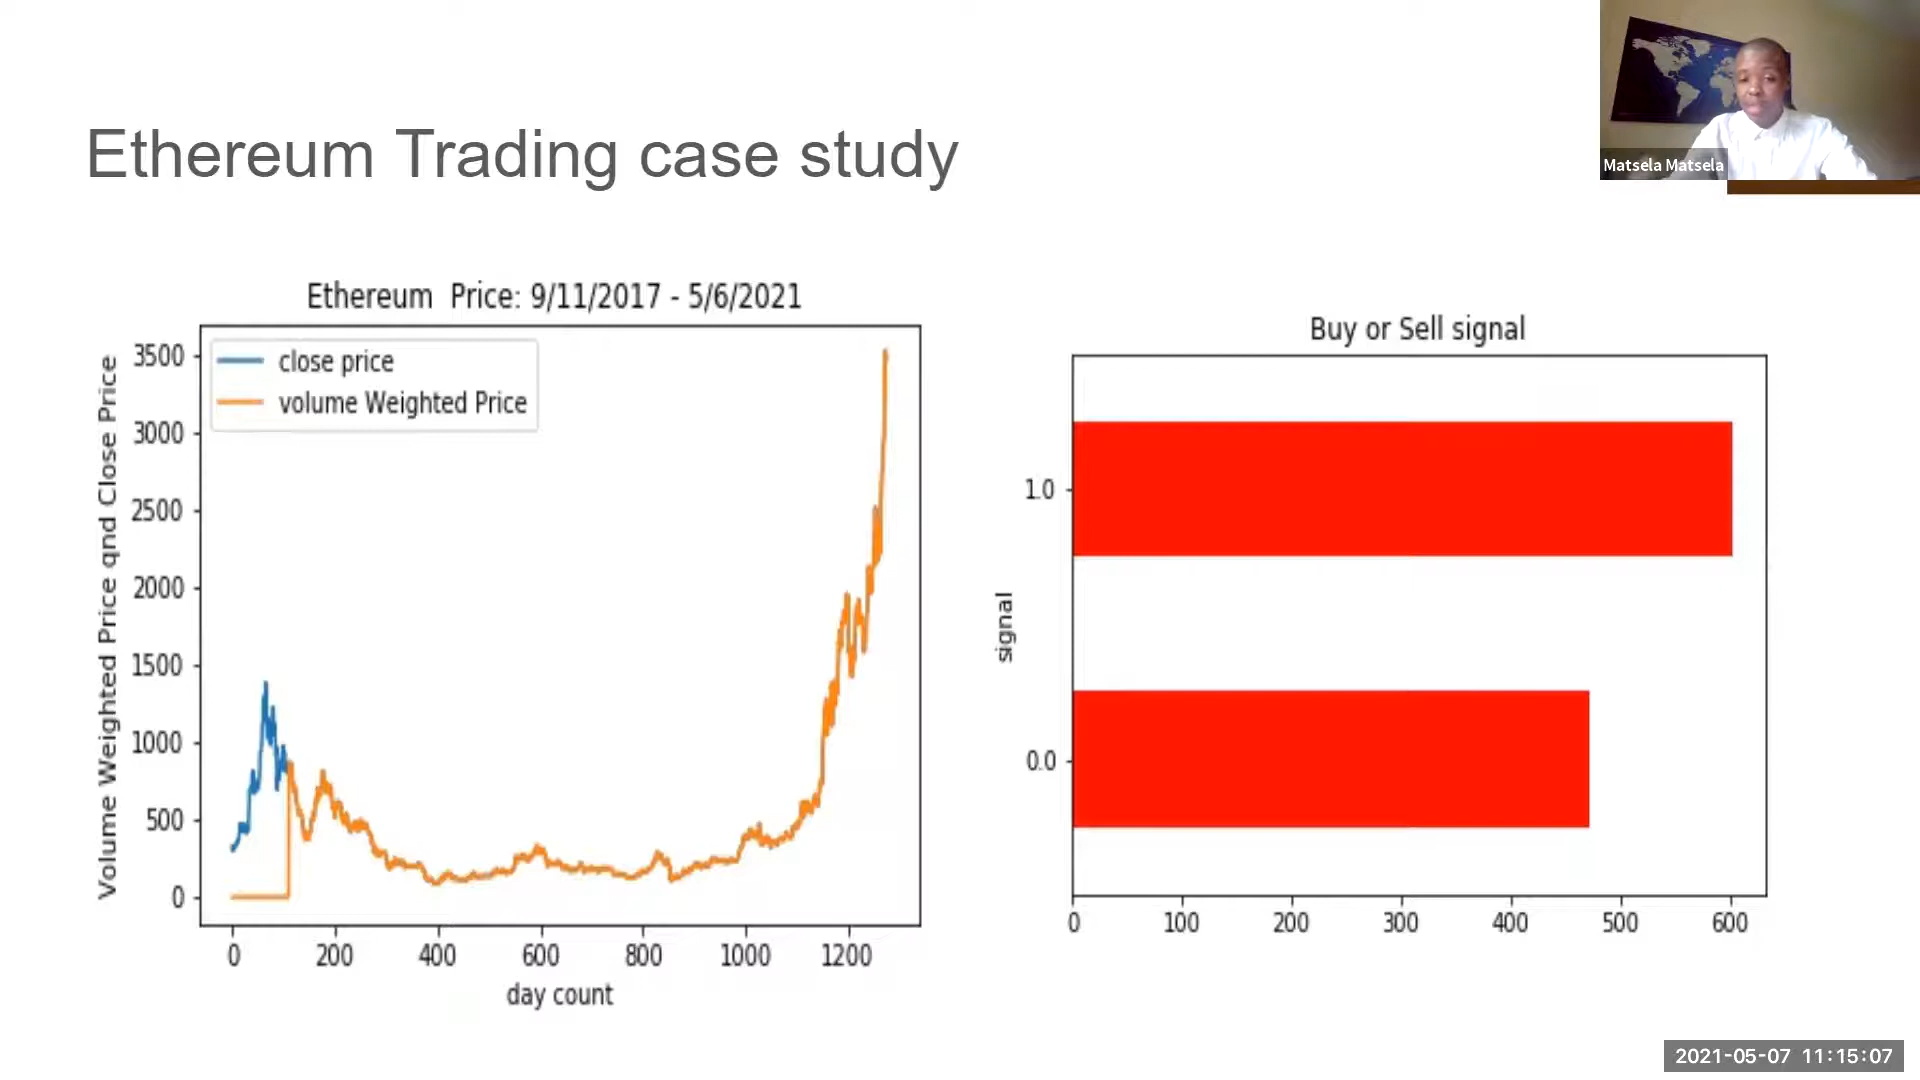 Matsela Matsela
Ethereum Trading case study
Ethereum  Price: 9/11/2017 - 5/6/2021
close price
volume Weighted Price
Volume Weighted Price qnd Close Price
3500
3000
2500
2000
1500
1000
500
0
0 200 400 600 800 1000 1200
day count
Buy or Sell signal
signal
1.0
0.0
0 100 200 300 400 500 600
2021-05-07 11:15:07